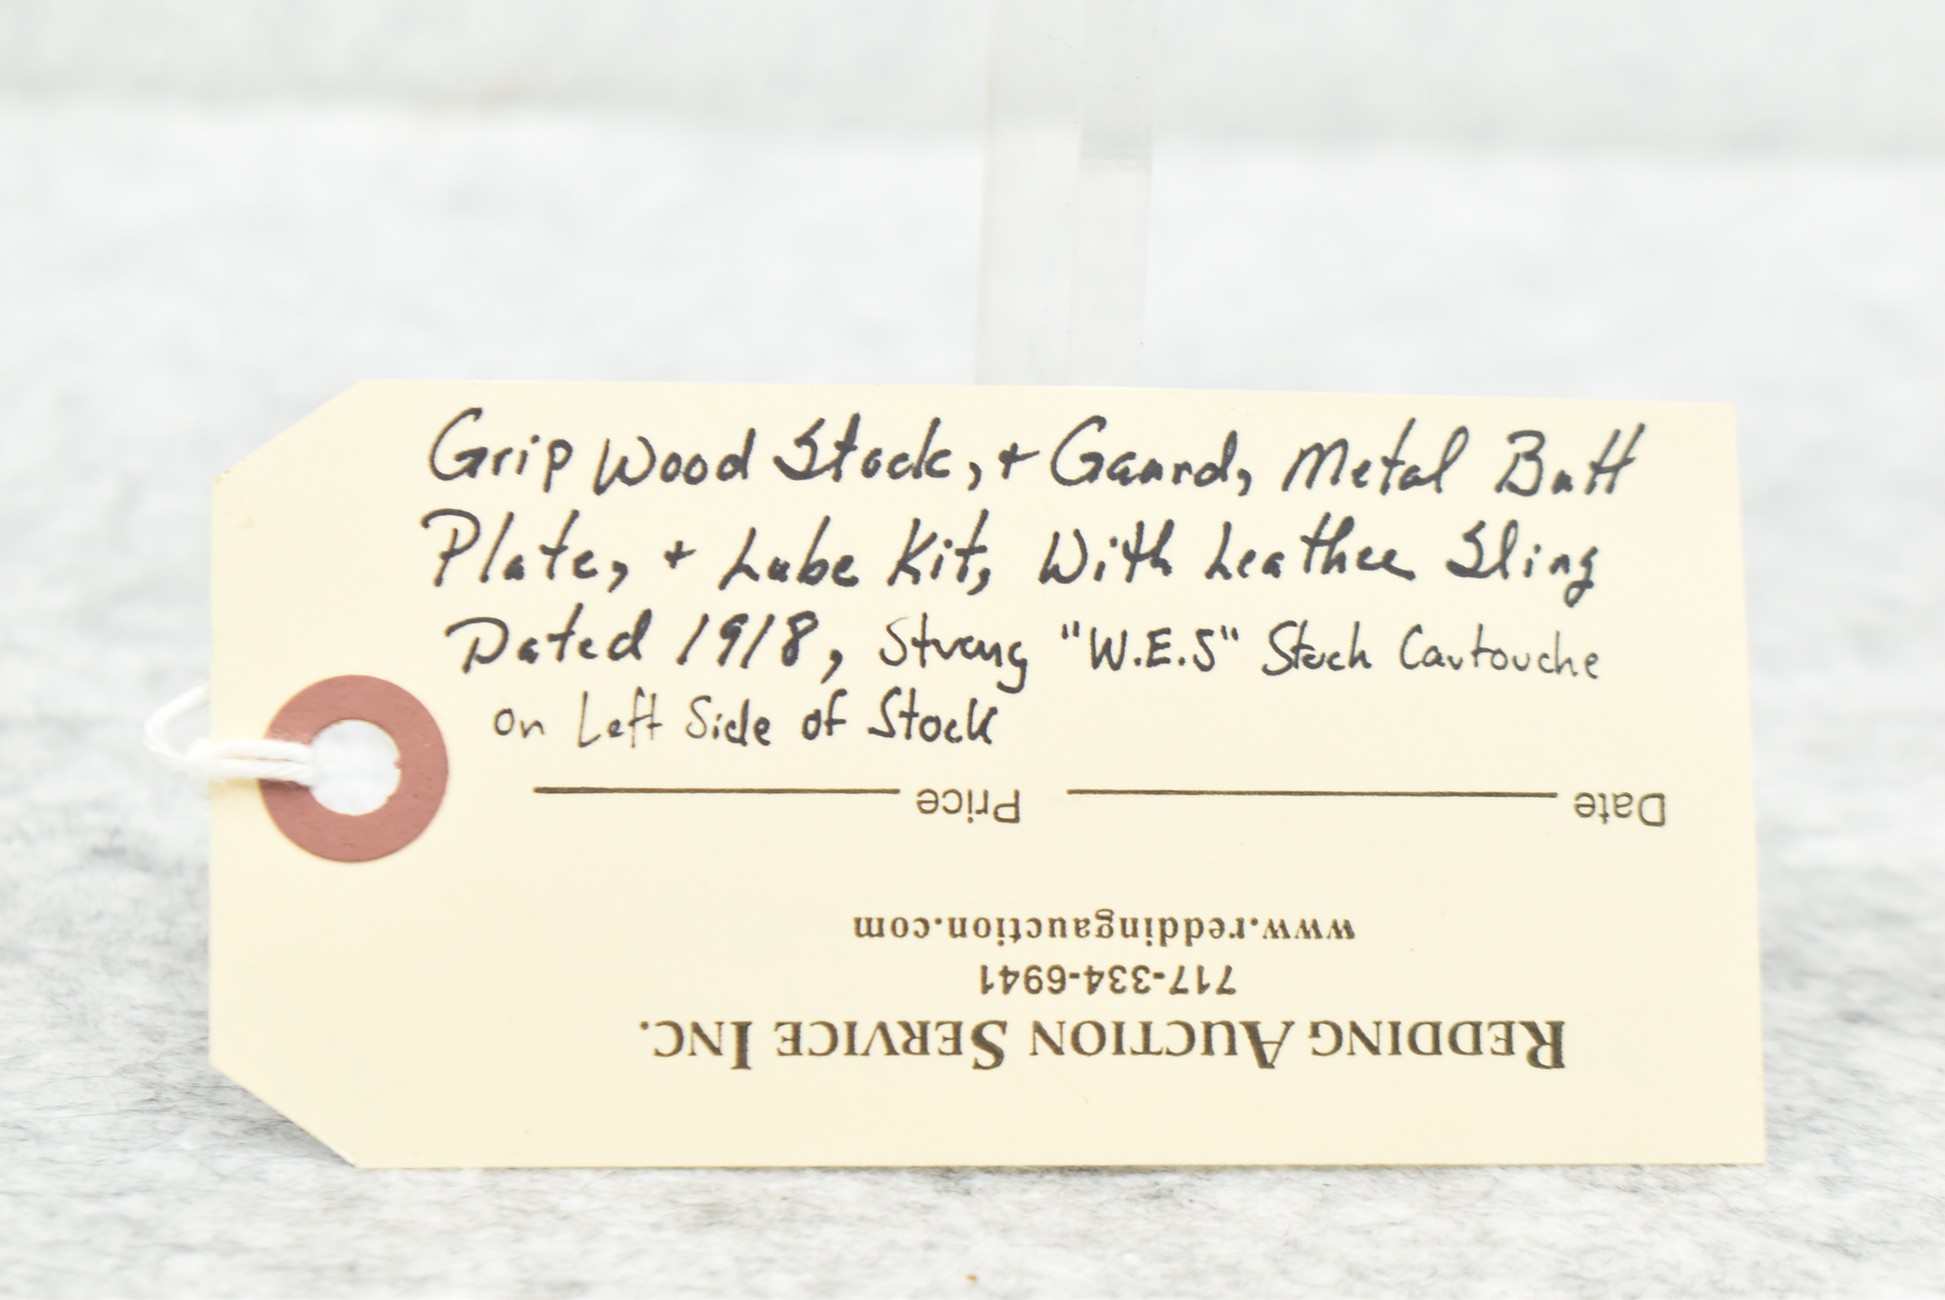 Grip Wood Stock, + Gaurd, Metal Butt
Plate, + Lube Kit, With Leather Sling
Dated 1918, Strong "W.E.S" Stock Cartouche
on Left Side of Stock
REDDING AUCTION SERVICE INC.
717-334-6941
www.reddingauction.com
Date Price